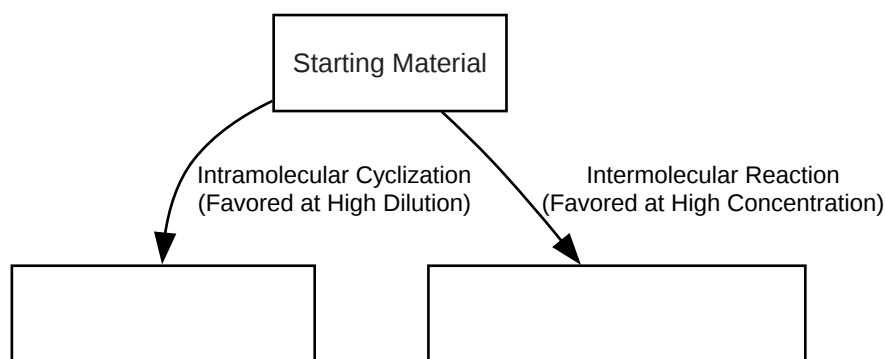 Starting Material
Intramolecular Cyclization
(Favored at High Dilution)
Intermolecular Reaction
(Favored at High Concentration)